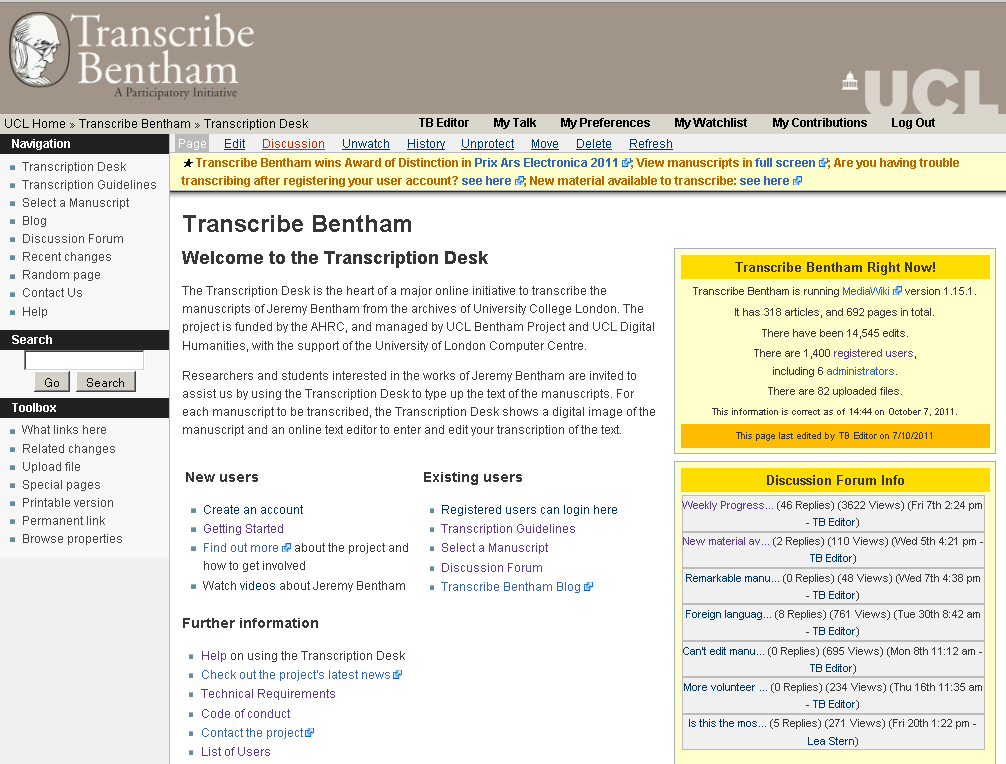 Transcribe
Bentham
A Participatory Initiative
UCL
UCL Home » Transcribe Bentham » Transcription Desk
TB Editor My Talk My Preferences My Watchlist My Contributions Log Out
Navigation
Transcription Desk
Transcription Guidelines
Select a Manuscript
Blog
Discussion Forum
Recent changes
Random page
Contact Us
Help
Search
Go Search
Toolbox
What links here
Related changes
Upload file
Special pages
Printable version
Permanent link
Browse properties
Page Edit Discussion Unwatch History Unprotect Move Delete Refresh
★ Transcribe Bentham wins Award of Distinction in Prix Ars Electronica 2011; View manuscripts in full screen; Are you having trouble
transcribing after registering your user account? see here; New material available to transcribe: see here
Transcribe Bentham
Welcome to the Transcription Desk
The Transcription Desk is the heart of a major online initiative to transcribe the
manuscripts of Jeremy Bentham from the archives of University College London. The
project is funded by the AHRC, and managed by UCL Bentham Project and UCL Digital
Humanities, with the support of the University of London Computer Centre.
Researchers and students interested in the works of Jeremy Bentham are invited to
assist us by using the Transcription Desk to type up the text of the manuscripts. For
each manuscript to be transcribed, the Transcription Desk shows a digital image of the
manuscript and an online text editor to enter and edit your transcription of the text.
New users
Create an account
Getting Started
Find out more about the project and
how to get involved
Watch videos about Jeremy Bentham
Existing users
Registered users can login here
Transcription Guidelines
Select a Manuscript
Discussion Forum
Transcribe Bentham Blog
Further information
Help on using the Transcription Desk
Check out the project's latest news
Technical Requirements
Code of conduct
Contact the project
List of Users
Transcribe Bentham Right Now!
Transcribe Bentham is running MediaWiki version 1.15.1.
It has 318 articles, and 692 pages in total.
There have been 14,545 edits.
There are 1,400 registered users,
including 6 administrators.
There are 82 uploaded files.
This information is correct as of 14:44 on October 7, 2011.
This page last edited by TB Editor on 7/10/2011
Discussion Forum Info
Weekly Progress... (46 Replies) (3622 Views) (Fri 7th 2:24 pm
- TB Editor)
New material av... (2 Replies) (110 Views) (Wed 5th 4:21 pm -
TB Editor)
Remarkable manu... (0 Replies) (48 Views) (Wed 7th 4:38 pm
- TB Editor)
Foreign languag... (8 Replies) (761 Views) (Tue 30th 8:42 am
- TB Editor)
Can't edit manu... (0 Replies) (695 Views) (Mon 8th 11:12 am -
TB Editor)
More volunteer ... (0 Replies) (234 Views) (Thu 16th 11:35 am
- TB Editor)
Is this the mos... (5 Replies) (271 Views) (Fri 20th 1:22 pm -
Lea Stern)